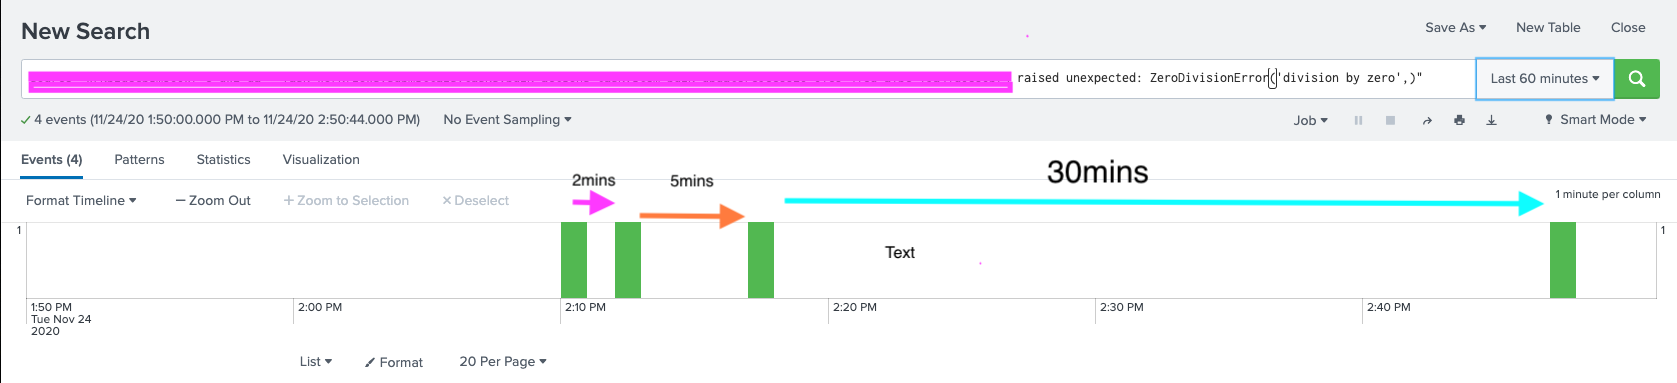 New Search
Save As New Table Close
raised unexpected: ZeroDivisionError('division by zero',)"
Last 60 minutes
4 events (11/24/20 1:50:00.000 PM to 11/24/20 2:50:44.000 PM) No Event Sampling Job Smart Mode
Events (4) Patterns Statistics Visualization
2mins 5mins 30mins
Format Timeline — Zoom Out + Zoom to Selection × Deselect 1 minute per column
1 1
Text
1:50 PM 2:00 PM 2:10 PM 2:20 PM 2:30 PM 2:40 PM
Tue Nov 24
2020
List Format 20 Per Page